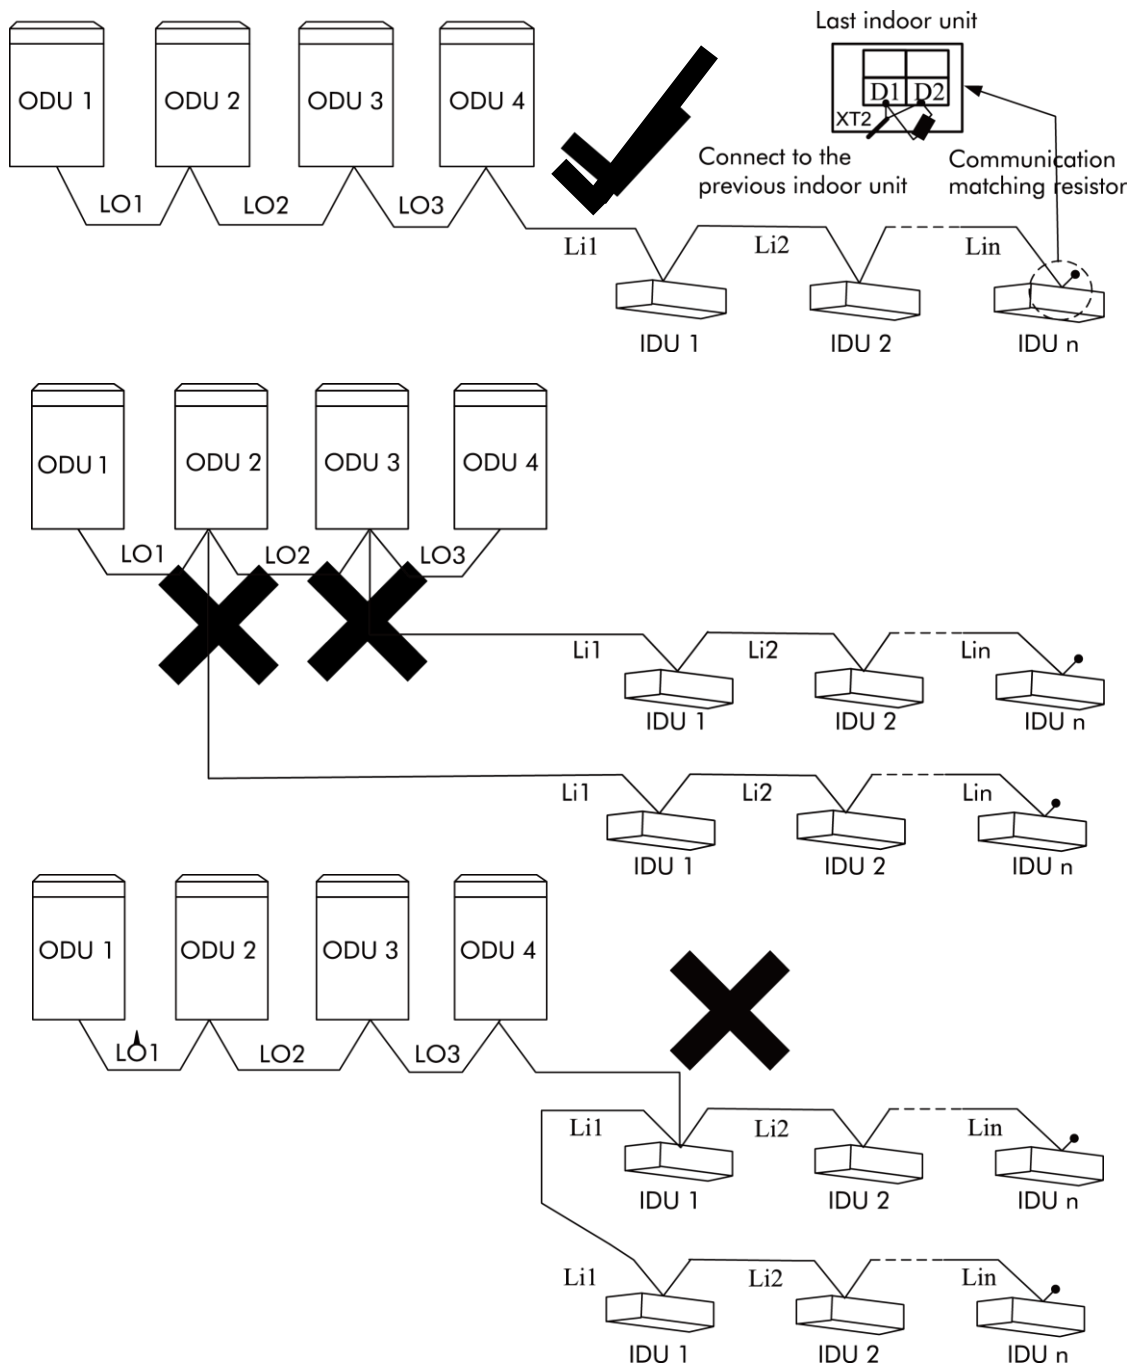 Last indoor unit
ODU 1 ODU 2 ODU 3 ODU 4
D1 D2
XT2
Connect to the
previous indoor unit
Communication
matching resistor
LO1 LO2 LO3
Li1 Li2 Lin
IDU 1 IDU 2 IDU n
ODU 1 ODU 2 ODU 3 ODU 4
LO1 LO2 LO3
Li1 Li2 Lin
IDU 1 IDU 2 IDU n
Li1 Li2 Lin
IDU 1 IDU 2 IDU n
ODU 1 ODU 2 ODU 3 ODU 4
LO1 LO2 LO3
Li1 Li2 Lin
IDU 1 IDU 2 IDU n
Li1 Li2 Lin
IDU 1 IDU 2 IDU n